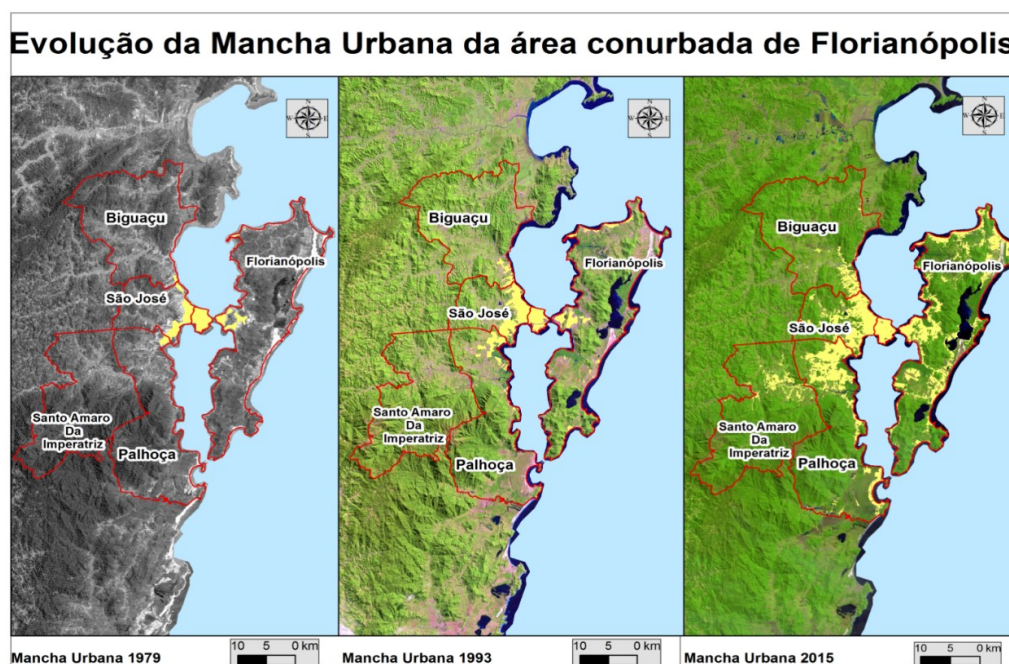 Evolução da Mancha Urbana da área conurbada de Florianópolis
N
W E
S
Biguaçu
Florianópolis
São José
Santo Amaro
Da
Imperatriz
Palhoça
Mancha Urbana 1979
10 5 0 km
N
W E
S
Biguaçu
Florianópolis
São José
Santo Amaro
Da
Imperatriz
Palhoça
Mancha Urbana 1993
10 5 0 km
N
W E
S
Biguaçu
Florianópolis
São José
Santo Amaro
Da
Imperatriz
Palhoça
Mancha Urbana 2015
10 5 0 km